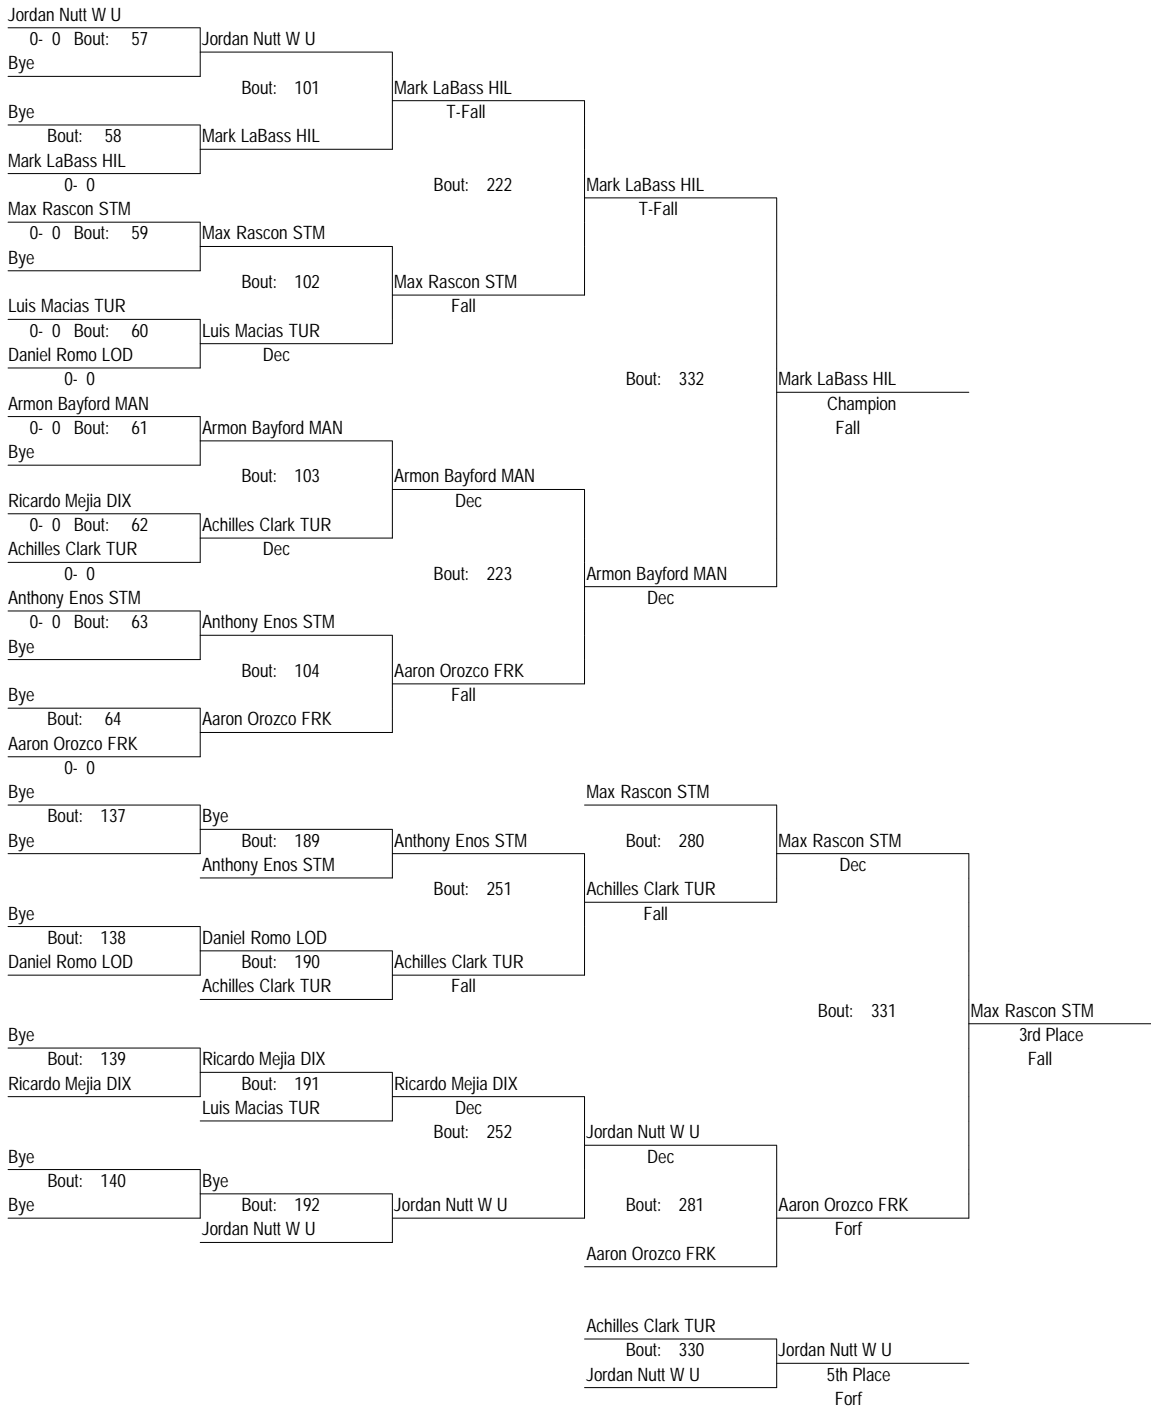 Jordan Nutt W U
0- 0 Bout: 57 Jordan Nutt W U
Bye
Bout: 101 Mark LaBass HIL
Bye T-Fall
Bout: 58 Mark LaBass HIL
Mark LaBass HIL
0- 0 Bout: 222 Mark LaBass HIL
Max Rascon STM T-Fall
0- 0 Bout: 59 Max Rascon STM
Bye
Bout: 102 Max Rascon STM
Luis Macias TUR Fall
0- 0 Bout: 60 Luis Macias TUR
Daniel Romo LOD Dec
0- 0 Bout: 332 Mark LaBass HIL
Armon Bayford MAN Champion
0- 0 Bout: 61 Armon Bayford MAN Fall
Bye
Bout: 103 Armon Bayford MAN
Ricardo Mejia DIX Dec
0- 0 Bout: 62 Achilles Clark TUR
Achilles Clark TUR Dec
0- 0 Bout: 223 Armon Bayford MAN
Anthony Enos STM Dec
0- 0 Bout: 63 Anthony Enos STM
Bye
Bout: 104 Aaron Orozco FRK
Bye Fall
Bout: 64 Aaron Orozco FRK
Aaron Orozco FRK
0- 0
Bye Max Rascon STM
Bout: 137 Bye
Bye Bout: 189 Anthony Enos STM Bout: 280 Max Rascon STM
Anthony Enos STM Dec
Bout: 251 Achilles Clark TUR
Bye Fall
Bout: 138 Daniel Romo LOD
Daniel Romo LOD Bout: 190 Achilles Clark TUR
Achilles Clark TUR Fall
Bout: 331 Max Rascon STM
Bye 3rd Place
Bout: 139 Ricardo Mejia DIX Fall
Ricardo Mejia DIX Bout: 191 Ricardo Mejia DIX
Luis Macias TUR Dec
Bout: 252 Jordan Nutt W U
Bye Dec
Bout: 140 Bye
Bye Bout: 192 Jordan Nutt W U Bout: 281 Aaron Orozco FRK
Jordan Nutt W U Forf
Aaron Orozco FRK
Achilles Clark TUR
Bout: 330 Jordan Nutt W U
Jordan Nutt W U 5th Place
Forf